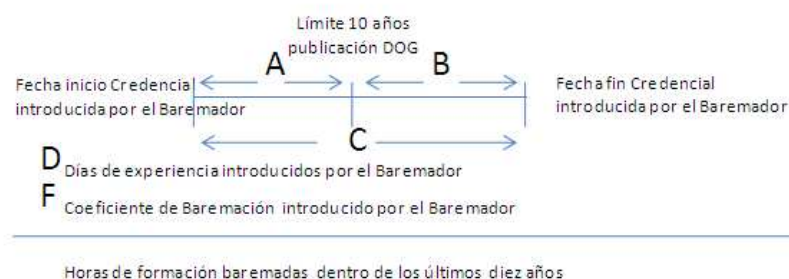 Límite 10 años
publicación DOG
A
B
Fecha inicio Credencial
introducida por el Baremador
Fecha fin Credencial
introducida por el Baremador
C
D Días de experiencia introducidos por el Baremador
F Coeficiente de Baremación introducido por el Baremador
Horas de formación baremadas dentro de los últimos diez años